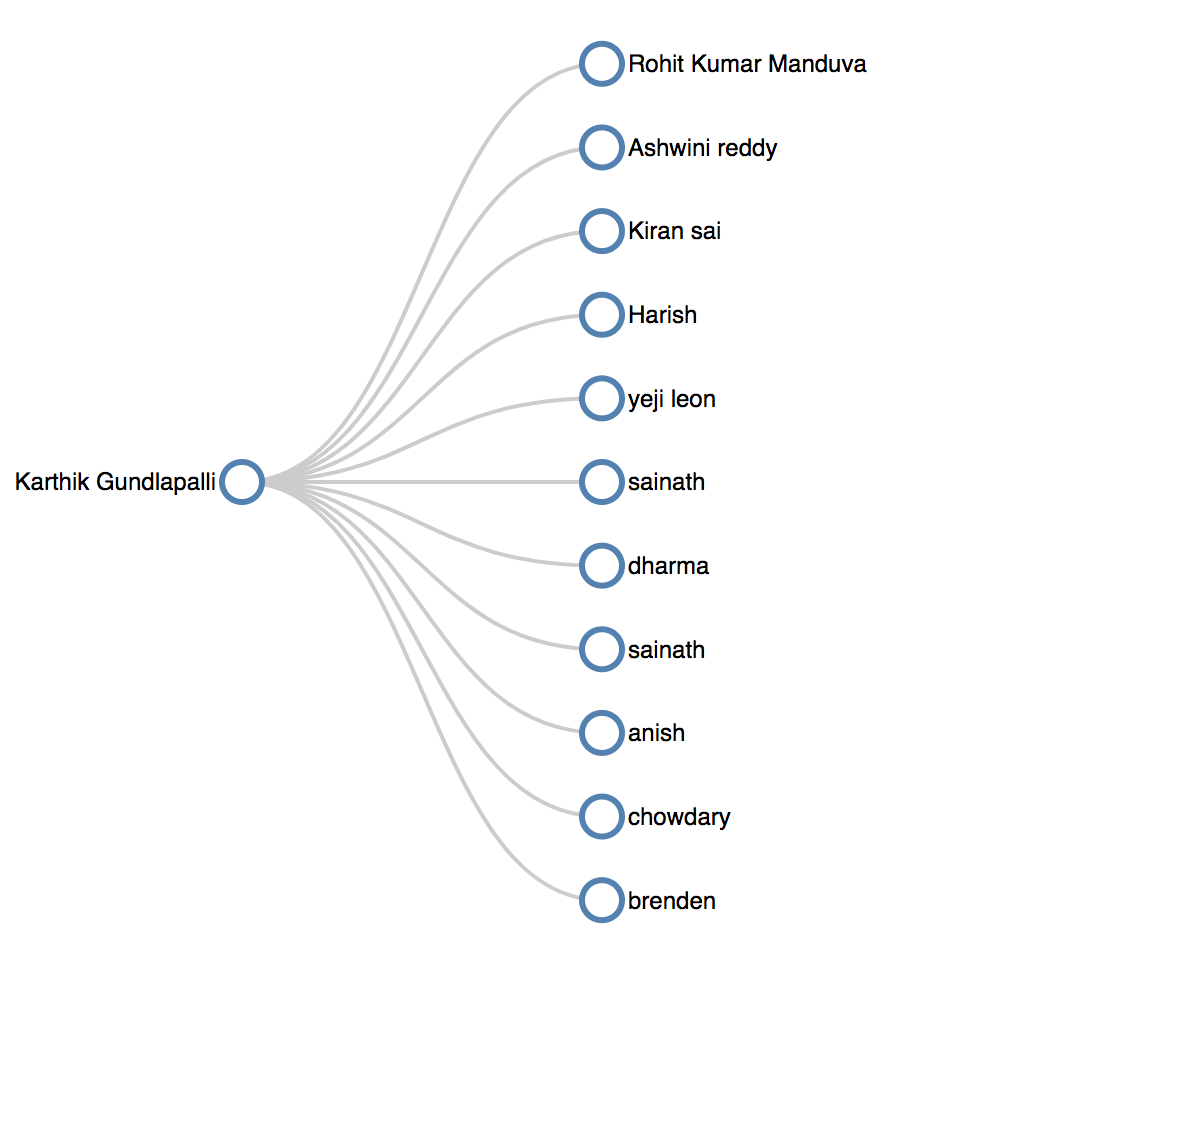 Rohit Kumar Manduva
Ashwini reddy
Kiran sai
Harish
yeji leon
Karthik Gundlapalli
sainath
dharma
sainath
anish
chowdary
brenden